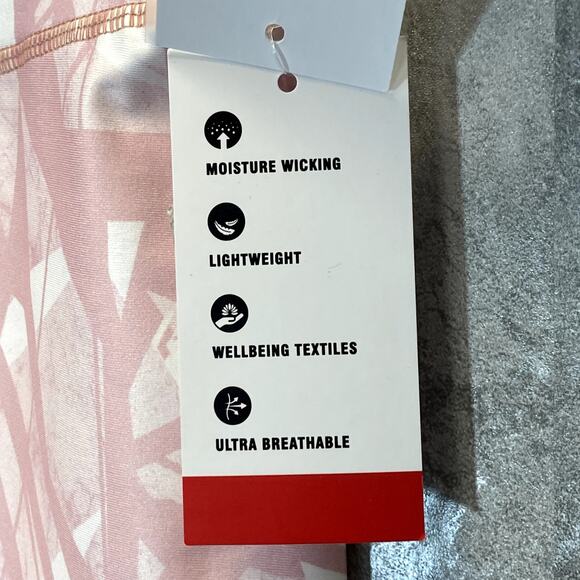 MOISTURE WICKING
LIGHTWEIGHT
WELLBEING TEXTILES
ULTRA BREATHABLE